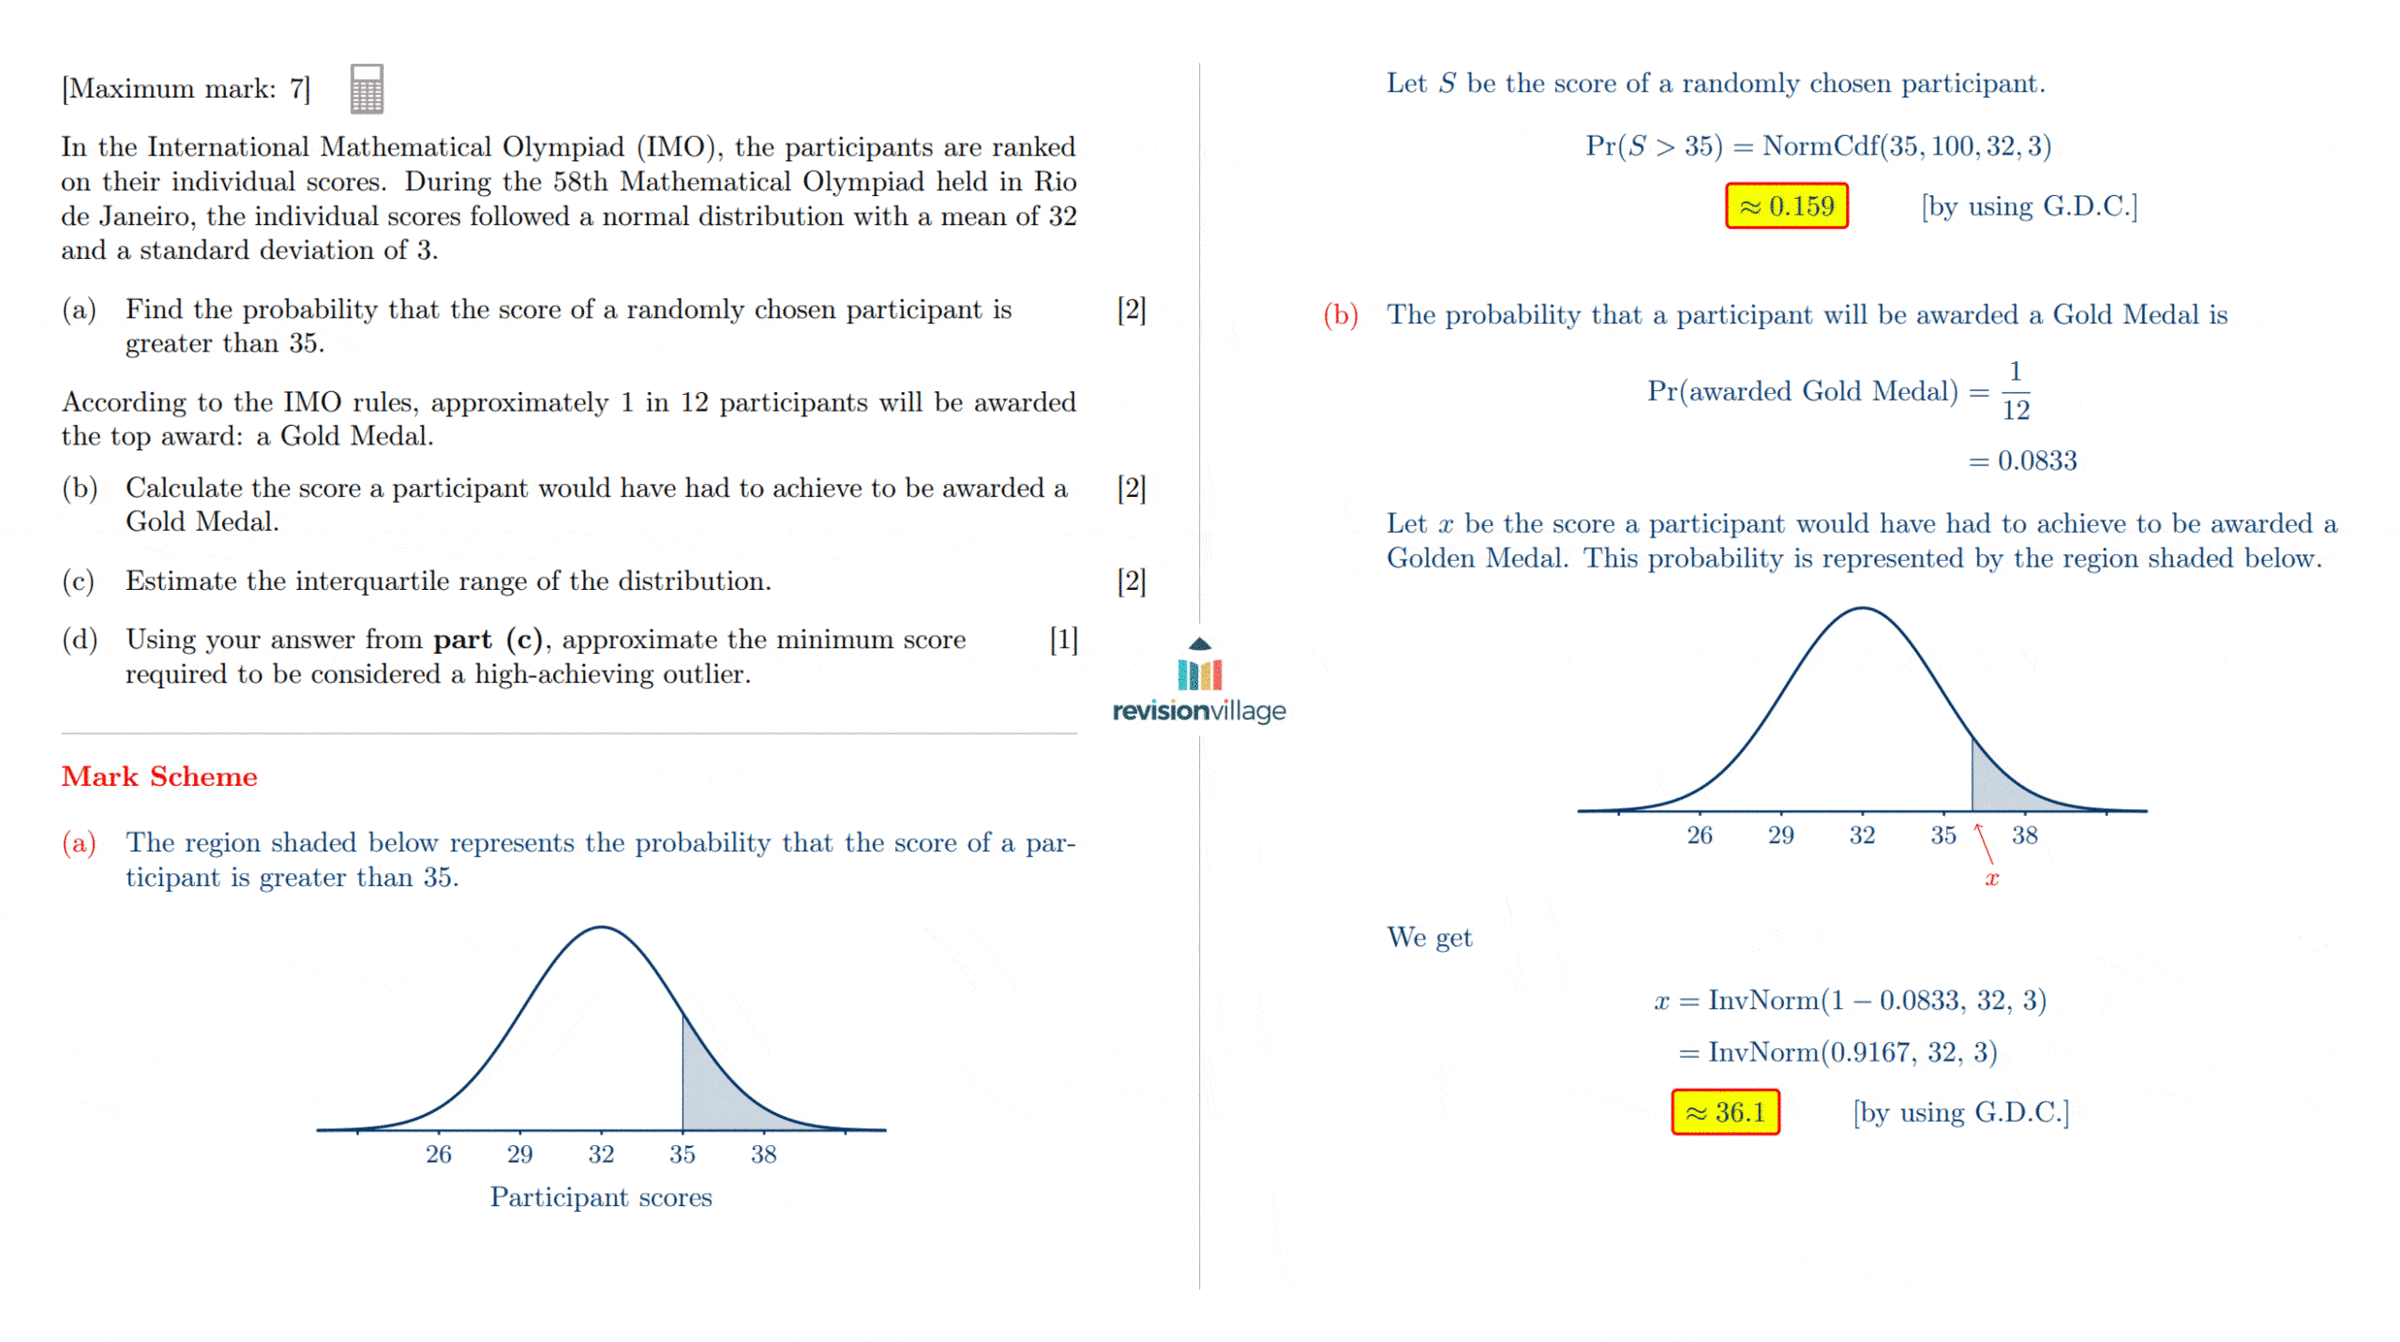 [Maximum mark: 7]
In the International Mathematical Olympiad (IMO), the participants are ranked
on their individual scores. During the 58th Mathematical Olympiad held in Rio
de Janeiro, the individual scores followed a normal distribution with a mean of 32
and a standard deviation of 3.
(a) Find the probability that the score of a randomly chosen participant is [2]
greater than 35.
According to the IMO rules, approximately 1 in 12 participants will be awarded
the top award: a Gold Medal.
(b) Calculate the score a participant would have had to achieve to be awarded a [2]
Gold Medal.
(c) Estimate the interquartile range of the distribution. [2]
(d) Using your answer from part (c), approximate the minimum score [1]
required to be considered a high-achieving outlier.
Mark Scheme
(a) The region shaded below represents the probability that the score of a par-
ticipant is greater than 35.
26 29 32 35 38
Participant scores
revisionvillage
Let S be the score of a randomly chosen participant.
Pr(S > 35) = NormCdf(35, 100, 32, 3)
≈ 0.159 [by using G.D.C.]
(b) The probability that a participant will be awarded a Gold Medal is
Pr(awarded Gold Medal) = 1/12
= 0.0833
Let x be the score a participant would have had to achieve to be awarded a
Golden Medal. This probability is represented by the region shaded below.
26 29 32 35 38
x
We get
x = InvNorm(1 − 0.0833, 32, 3)
= InvNorm(0.9167, 32, 3)
≈ 36.1 [by using G.D.C.]